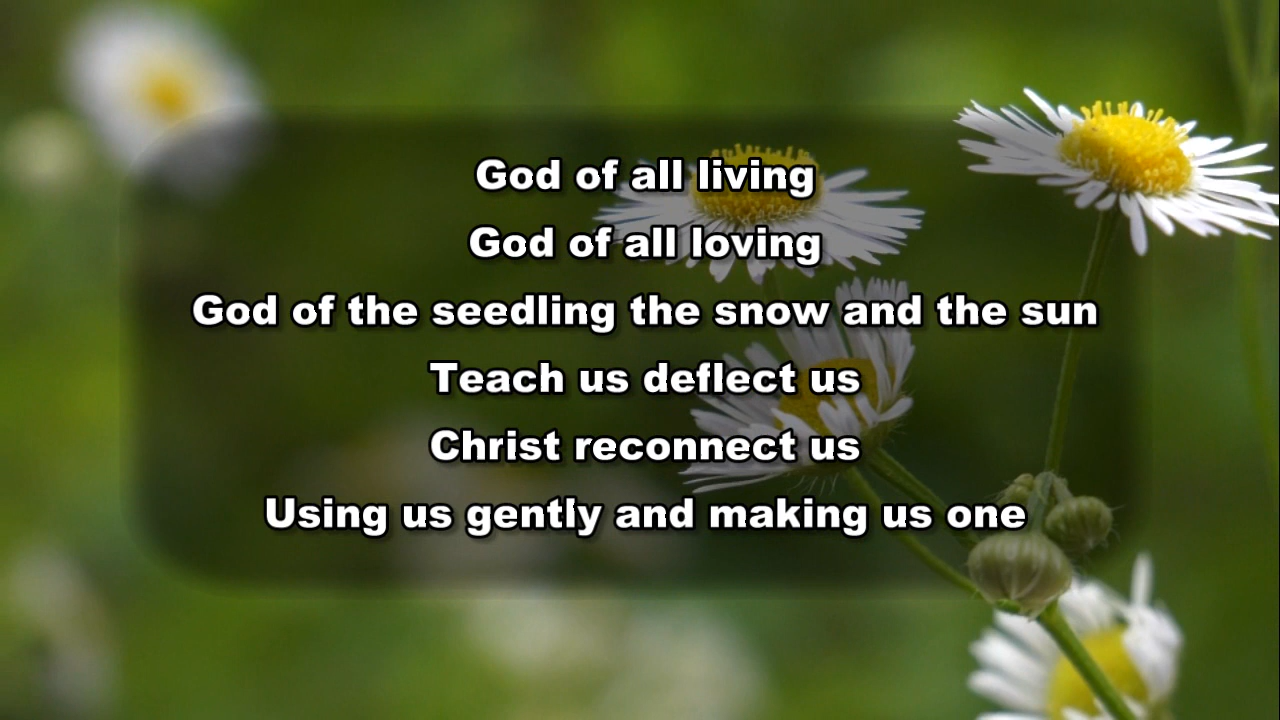 God of all living
God of all loving
God of the seedling the snow and the sun
Teach us deflect us
Christ reconnect us
Using us gently and making us one